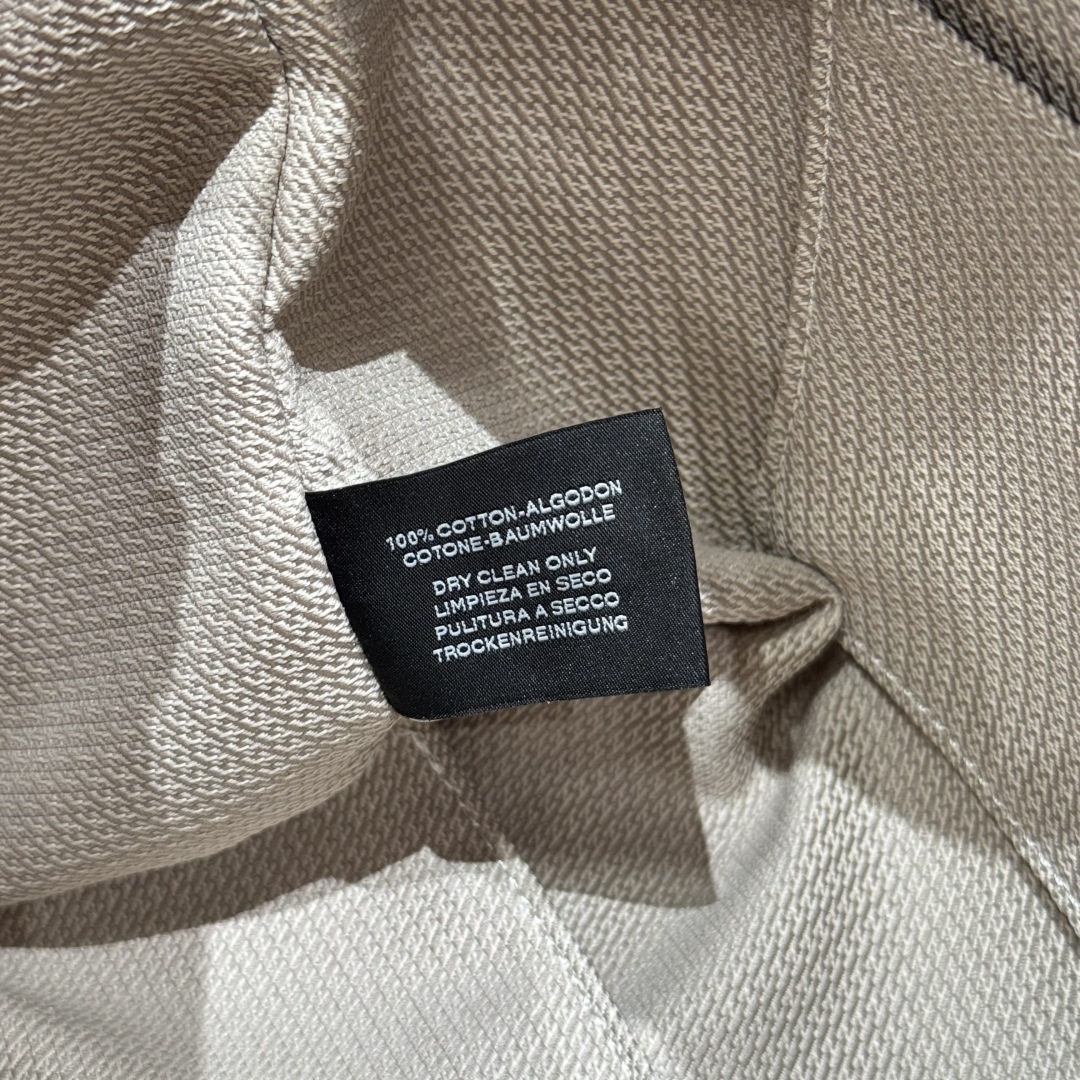 100% COTTON-ALGODON
COTONE-BAUMWOLLE
DRY CLEAN ONLY
LIMPIEZA EN SECO
PULITURA A SECCO
TROCKENREINIGUNG